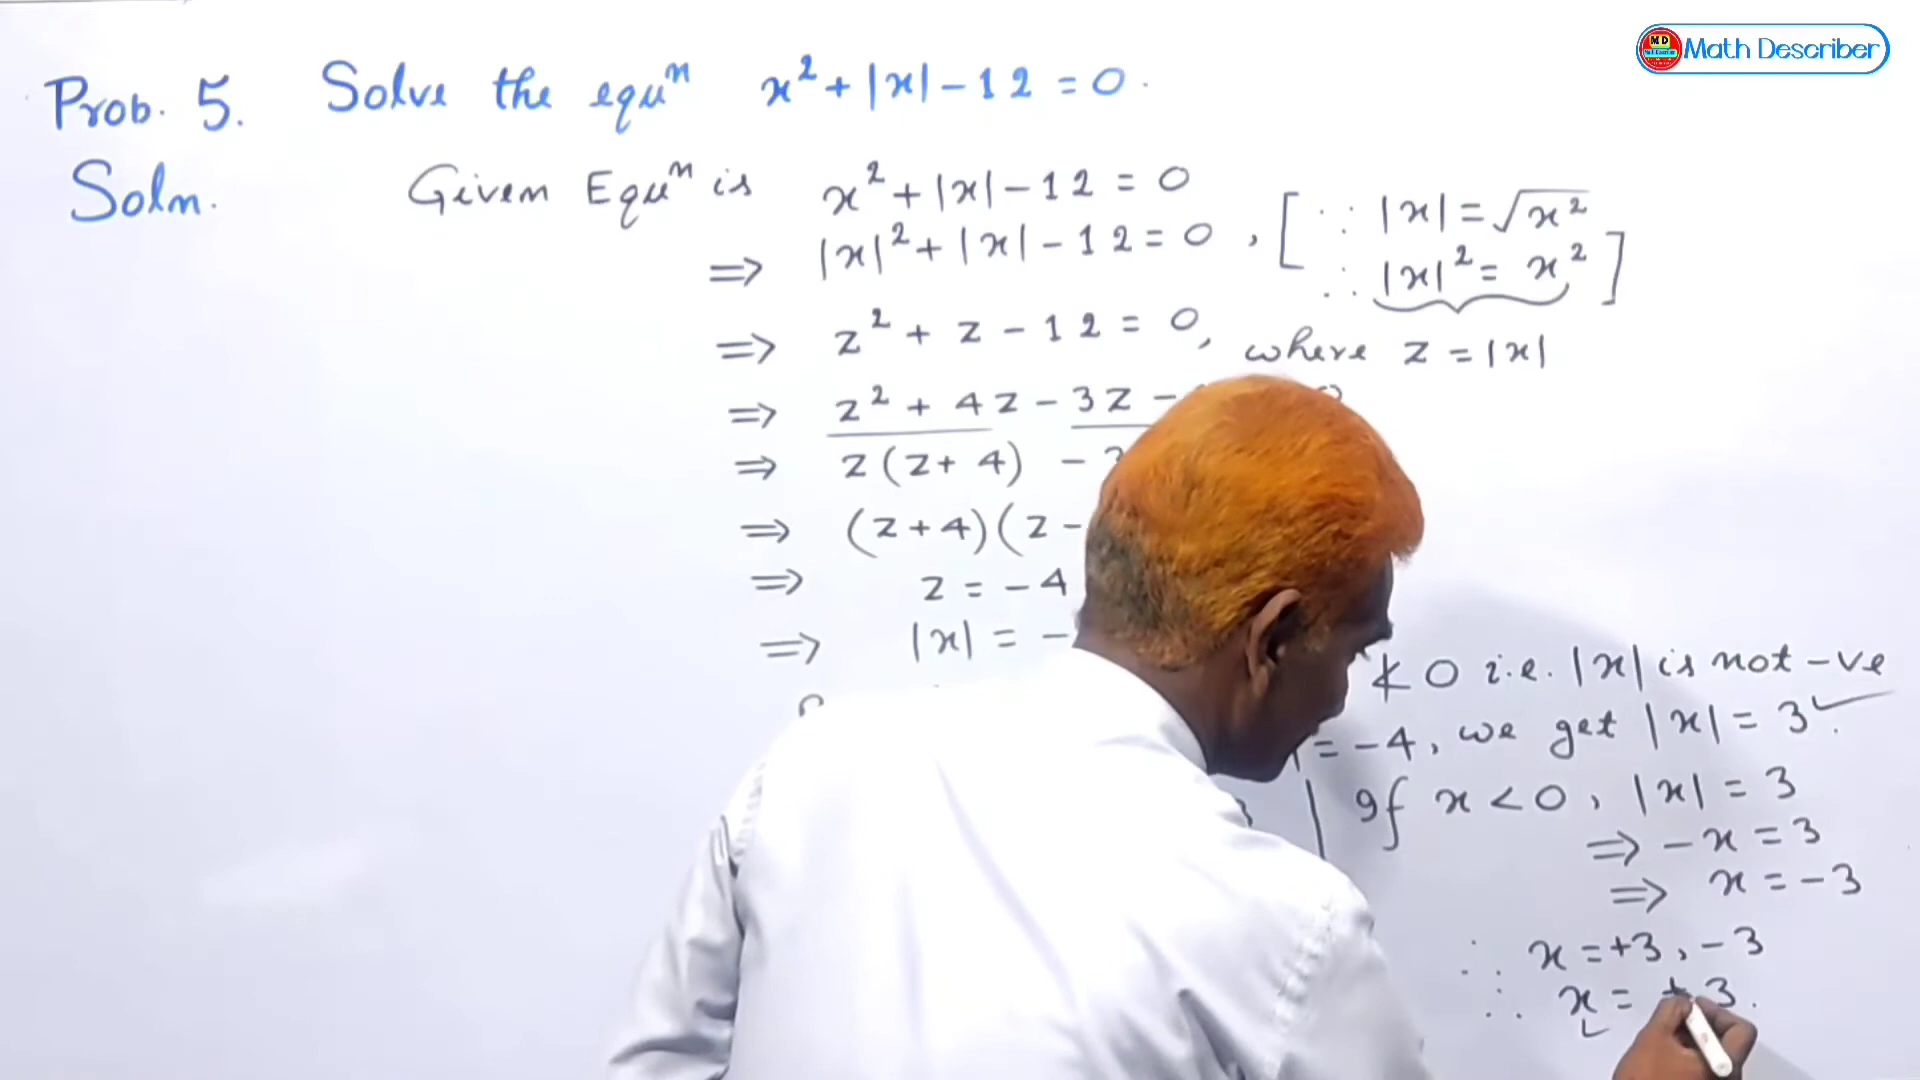 MD Math Describer
Prob. 5. Solve the equⁿ x² + |x| - 12 = 0.
Soln. Given Equⁿ is x² + |x| - 12 = 0
⇒ |x|² + |x| - 12 = 0, [ ∵ |x| = √x²
∴ |x|² = x² ]
⇒ z² + z - 12 = 0, where z = |x|
⇒ z² + 4z - 3z -
⇒ z(z + 4) -
⇒ (z + 4)(z -
⇒ z = -4
⇒ |x| = -
≮ 0 i.e. |x| is not -ve
= -4, we get |x| = 3 ✓.
If x < 0, |x| = 3
⇒ -x = 3
⇒ x = -3
∴ x = +3, -3
∴ x = ± 3.